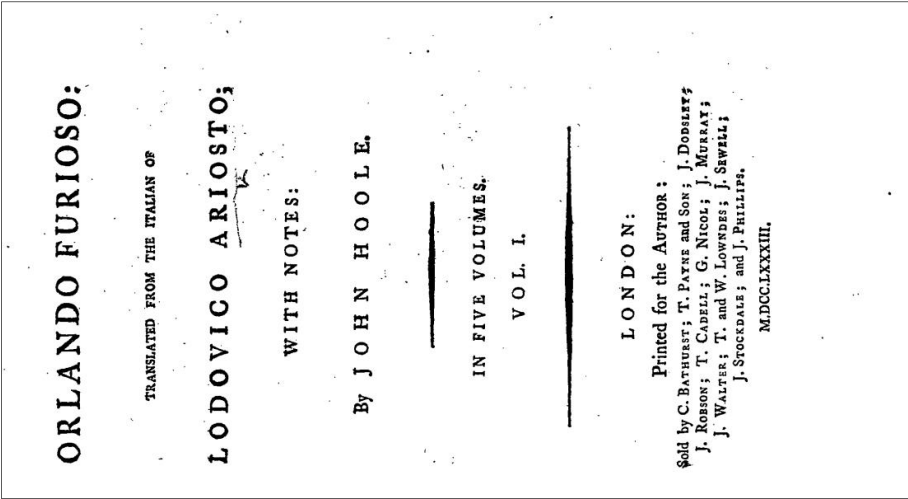 ORLANDO FURIOSO:
TRANSLATED FROM THE ITALIAN OF
LODOVICO ARIOSTO;
WITH NOTES:
By JOHN HOOLE.
IN FIVE VOLUMES.
VOL. I.
LONDON:
Printed for the AUTHOR:
Sold by C. BATHURST; T. PAYNE and SON; J. DODSLEY;
J. ROBSON; T. CADELL; G. NICOL; J. MURRAY;
J. WALTER; T. and W. LOWNDES; J. SEWELL;
J. STOCKDALE; and J. PHILLIPS.
M.DCC.LXXXIII.